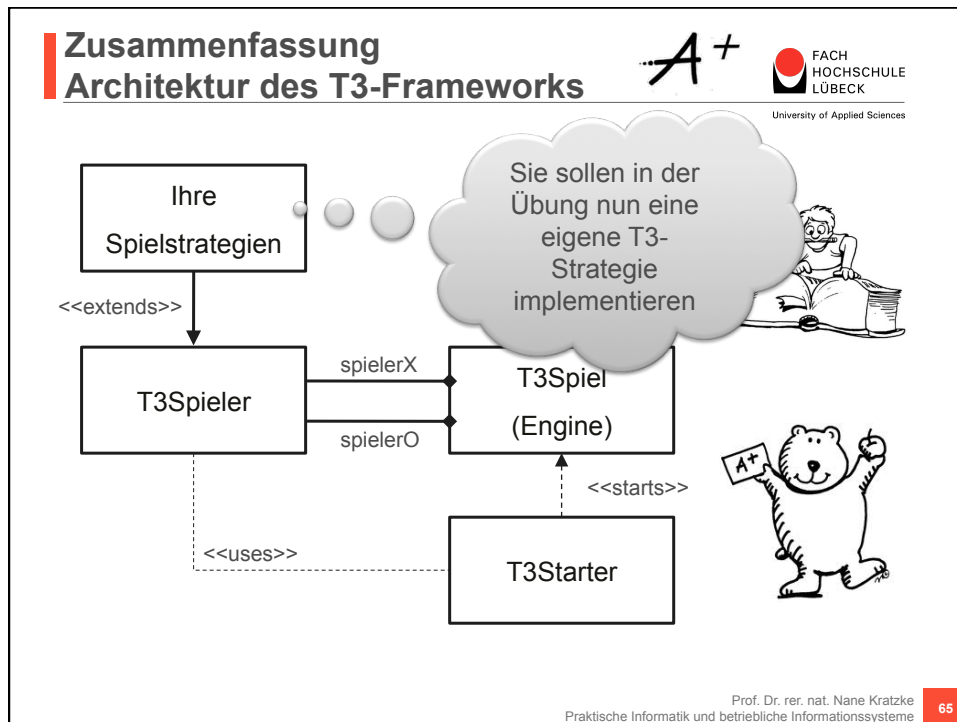 Zusammenfassung
Architektur des T3-Frameworks
A+
FACH
HOCHSCHULE
LÜBECK
University of Applied Sciences
Ihre
Spielstrategien
Sie sollen in der
Übung nun eine
eigene T3-
Strategie
implementieren
<<extends>>
T3Spieler
spielerX
spielerO
T3Spiel
(Engine)
A+
<<starts>>
<<uses>>
T3Starter
Prof. Dr. rer. nat. Nane Kratzke
Praktische Informatik und betriebliche Informationssysteme
65